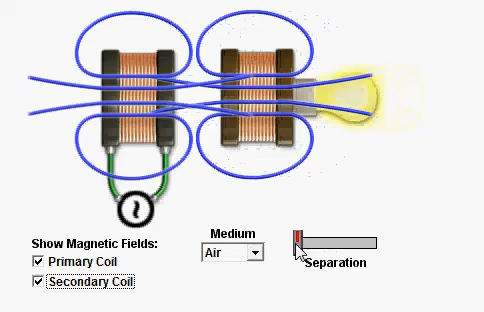 Medium
Show Magnetic Fields:
Air
Primary Coil
Separation
Secondary Coil